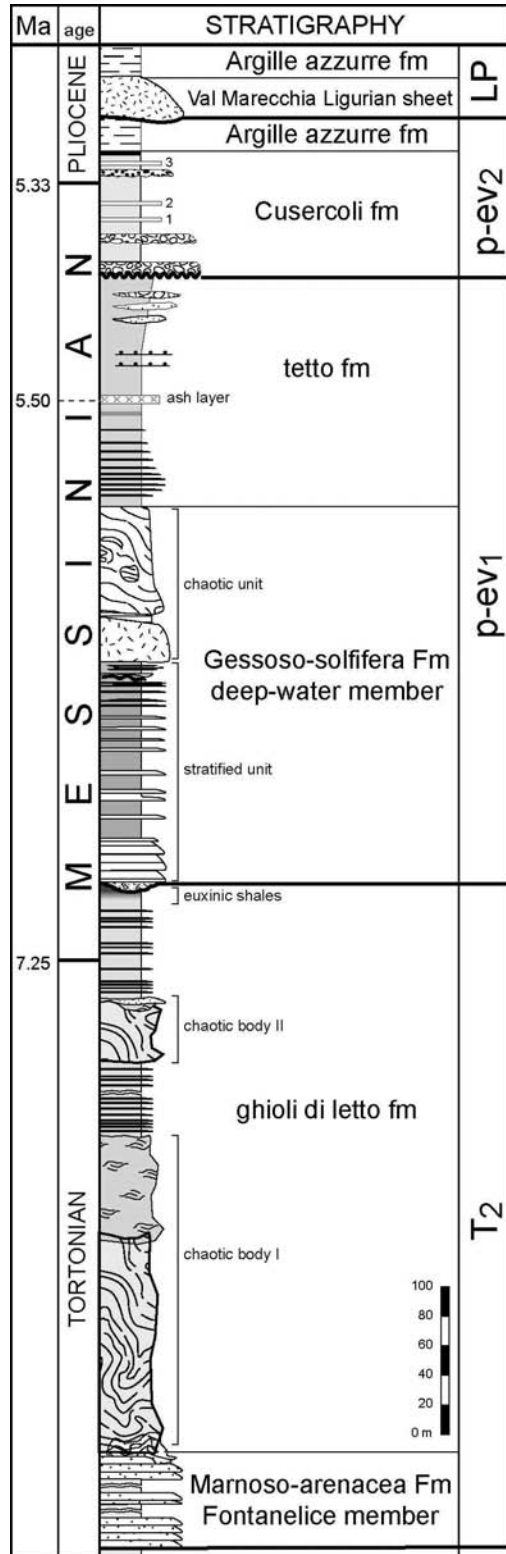 Ma age STRATIGRAPHY
PLIOCENE
Argille azzurre fm
Val Marecchia Ligurian sheet
LP
Argille azzurre fm
3
5.33
2
1
Cusercoli fm
p-ev2
MESSINIAN
tetto fm
5.50
ash layer
p-ev1
chaotic unit
Gessoso-solfifera Fm
deep-water member
stratified unit
euxinic shales
7.25
chaotic body II
ghioli di letto fm
T2
TORTONIAN
chaotic body I
100
80
60
40
20
0 m
Marnoso-arenacea Fm
Fontanelice member